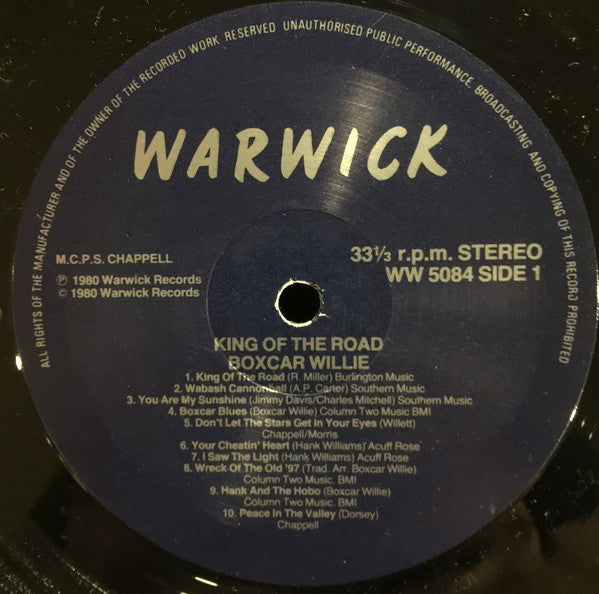 ALL RIGHTS OF THE MANUFACTURER AND OF THE OWNER OF THE RECORDED WORK RESERVED UNAUTHORISED PUBLIC PERFORMANCE, BROADCASTING AND COPYING OF THIS RECORD PROHIBITED
WARWICK
M.C.P.S. CHAPPELL
℗ 1980 Warwick Records
© 1980 Warwick Records
33⅓ r.p.m. STEREO
WW 5084 SIDE 1
KING OF THE ROAD
BOXCAR WILLIE
1. King Of The Road (R. Miller) Burlington Music
2. Wabash Cannonball (A.P. Carter) Southern Music
3. You Are My Sunshine (Jimmy Davis/Charles Mitchell) Southern Music
4. Boxcar Blues (Boxcar Willie) Column Two Music BMI
5. Don't Let The Stars Get In Your Eyes (Willett)
Chappell/Morris
6. Your Cheatin' Heart (Hank Williams) Acuff Rose
7. I Saw The Light (Hank Williams) Acuff Rose
8. Wreck Of The Old '97 (Trad. Arr. Boxcar Willie)
Column Two Music. BMI
9. Hank And The Hobo (Boxcar Willie)
Column Two Music. BMI
10. Peace In The Valley (Dorsey)
Chappell